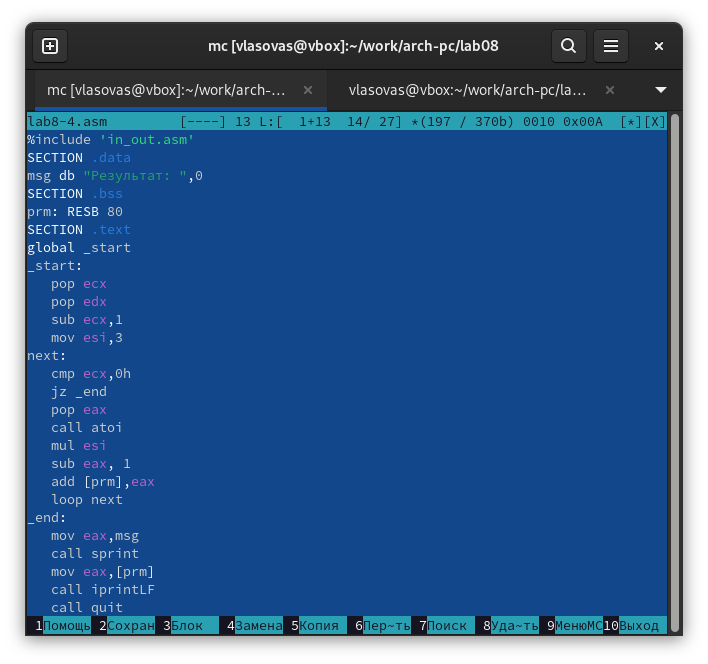 mc [vlasovas@vbox]:~/work/arch-pc/lab08
mc [vlasovas@vbox]:~/work/arch-... × vlasovas@vbox:~/work/arch-pc/la... ×
lab8-4.asm [----] 13 L:[ 1+13 14/ 27] *(197 / 370b) 0010 0x00A [*][X]
%include 'in_out.asm'
SECTION .data
msg db "Результат: ",0
SECTION .bss
prm: RESB 80
SECTION .text
global _start
_start:
pop ecx
pop edx
sub ecx,1
mov esi,3
next:
cmp ecx,0h
jz _end
pop eax
call atoi
mul esi
sub eax, 1
add [prm],eax
loop next
_end:
mov eax,msg
call sprint
mov eax,[prm]
call iprintLF
call quit
1Помощь 2Сохран 3Блок 4Замена 5Копия 6Пер~ть 7Поиск 8Уда~ть 9МенюMC 10Выход